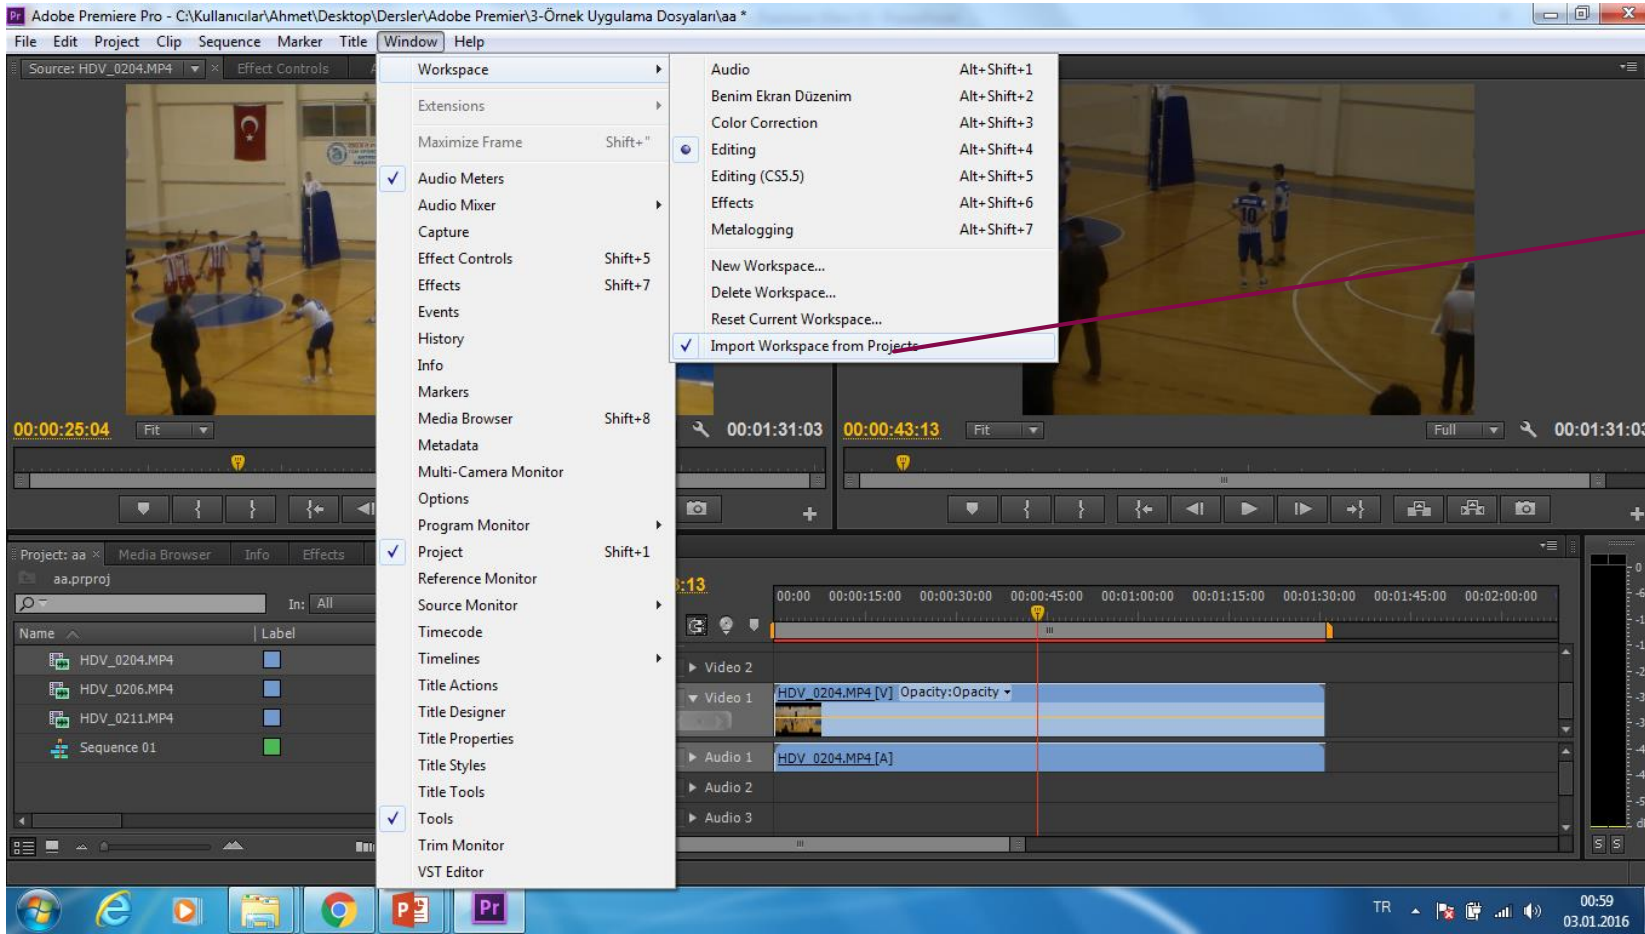 Adobe Premiere Pro - C:\Kullanıcılar\Ahmet\Desktop\Dersler\Adobe Premier\3-Örnek Uygulama Dosyaları\aa *
File Edit Project Clip Sequence Marker Title Window Help
Source: HDV_0204.MP4 Effect Controls
Workspace
Extensions
Maximize Frame Shift+"
Audio Meters
Audio Mixer
Capture
Effect Controls Shift+5
Effects Shift+7
Events
History
Info
Markers
Media Browser Shift+8
Metadata
Multi-Camera Monitor
Options
Program Monitor
Project Shift+1
Reference Monitor
Source Monitor
Timecode
Timelines
Title Actions
Title Designer
Title Properties
Title Styles
Title Tools
Tools
Trim Monitor
VST Editor
Audio Alt+Shift+1
Benim Ekran Düzenim Alt+Shift+2
Color Correction Alt+Shift+3
Editing Alt+Shift+4
Editing (CS5.5) Alt+Shift+5
Effects Alt+Shift+6
Metalogging Alt+Shift+7
New Workspace...
Delete Workspace...
Reset Current Workspace...
Import Workspace from Projects
10
00:00:25:04 Fit 00:01:31:03
00:00:43:13 Fit Full 00:01:31:03
Project: aa Media Browser Info Effects
aa.prproj
In: All
Name Label
HDV_0204.MP4
HDV_0206.MP4
HDV_0211.MP4
Sequence 01
:13
00:00 00:00:15:00 00:00:30:00 00:00:45:00 00:01:00:00 00:01:15:00 00:01:30:00 00:01:45:00 00:02:00:00
Video 2
Video 1 HDV_0204.MP4 [V] Opacity:Opacity
Audio 1 HDV_0204.MP4 [A]
Audio 2
Audio 3
0
S S
Pr
TR
00:59
03.01.2016